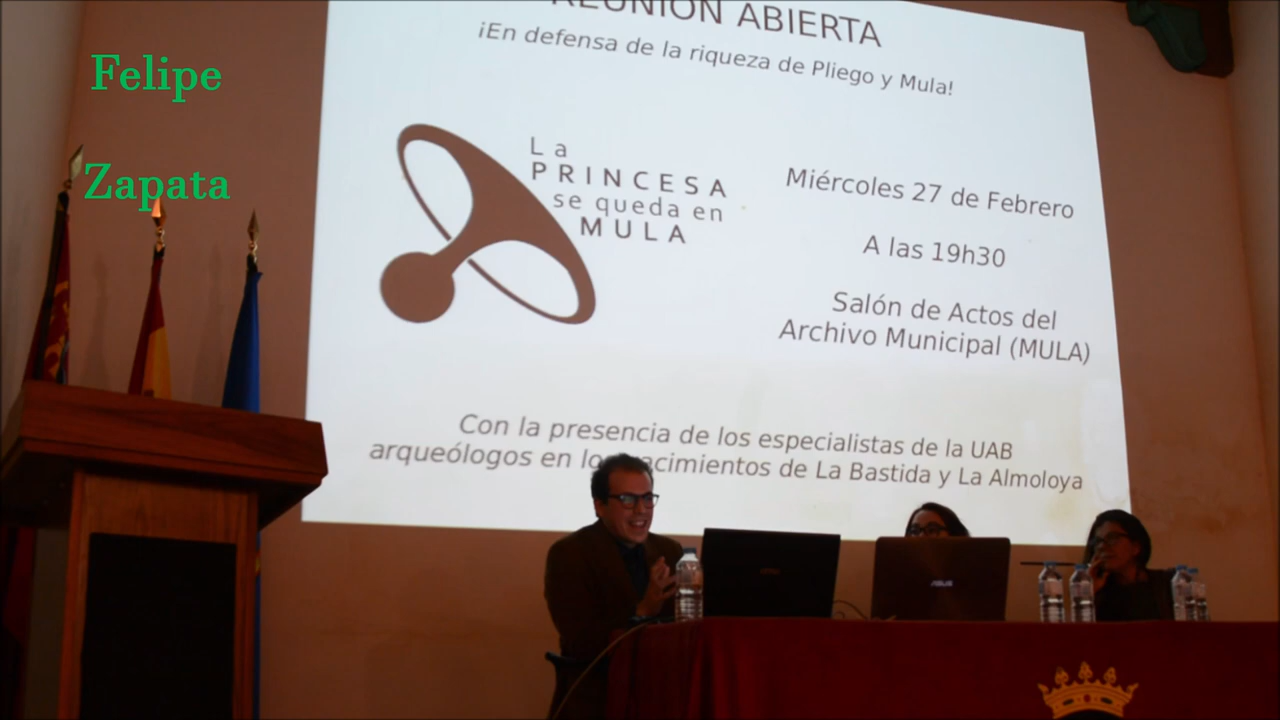 Felipe
Zapata
REUNIÓN ABIERTA
¡En defensa de la riqueza de Pliego y Mula!
La
PRINCESA
se queda en
MULA
Miércoles 27 de Febrero
A las 19h30
Salón de Actos del
Archivo Municipal (MULA)
Con la presencia de los especialistas de la UAB
arqueólogos en los yacimientos de La Bastida y La Almoloya
ASUS